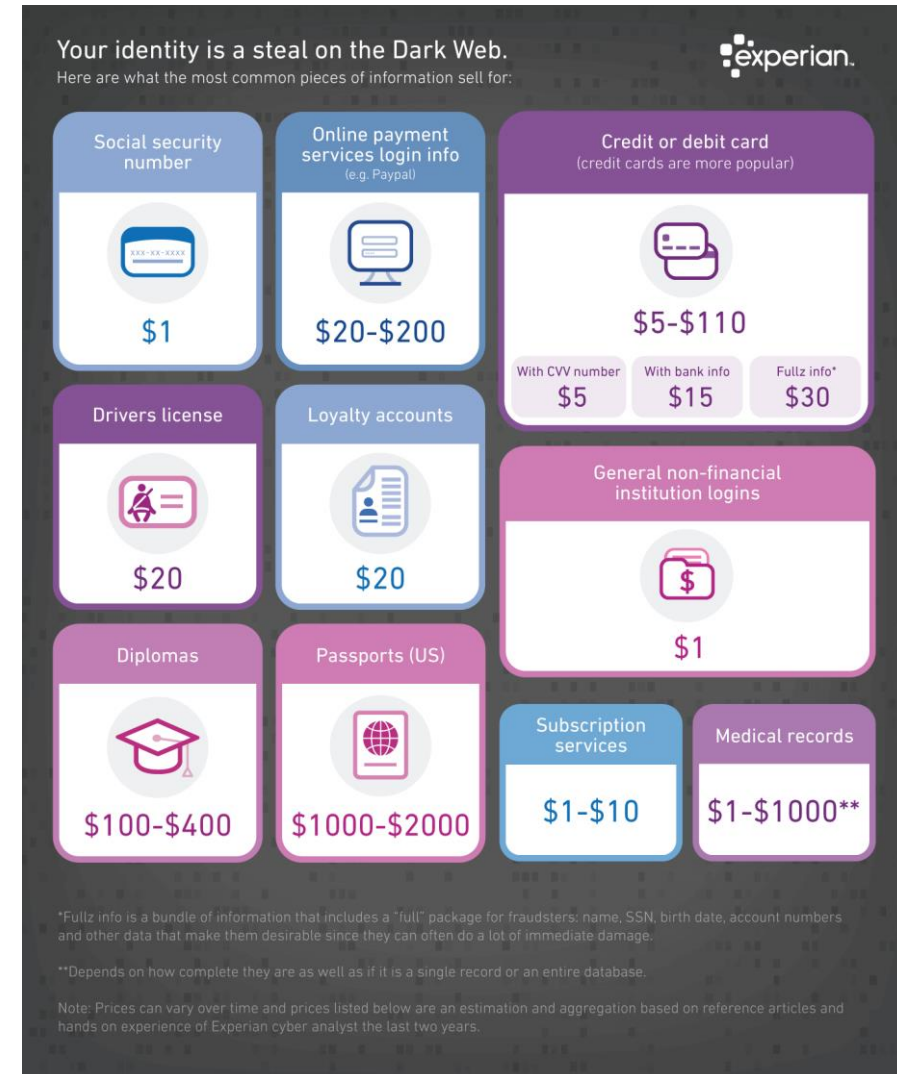 Your identity is a steal on the Dark Web.
Here are what the most common pieces of information sell for:
experian™
Social security
number
xxx-xx-xxxx
$1
Online payment
services login info
(e.g. Paypal)
$20-$200
Credit or debit card
(credit cards are more popular)
$5-$110
With CVV number
$5
With bank info
$15
Fullz info*
$30
Drivers license
$20
Loyalty accounts
$20
General non-financial
institution logins
$
$1
Diplomas
$100-$400
Passports (US)
$1000-$2000
Subscription
services
$1-$10
Medical records
$1-$1000**
*Fullz info is a bundle of information that includes a "full" package for fraudsters: name, SSN, birth date, account numbers
and other data that make them desirable since they can often do a lot of immediate damage.
**Depends on how complete they are as well as if it is a single record or an entire database.
Note: Prices can vary over time and prices listed below are an estimation and aggregation based on reference articles and
hands on experience of Experian cyber analyst the last two years.